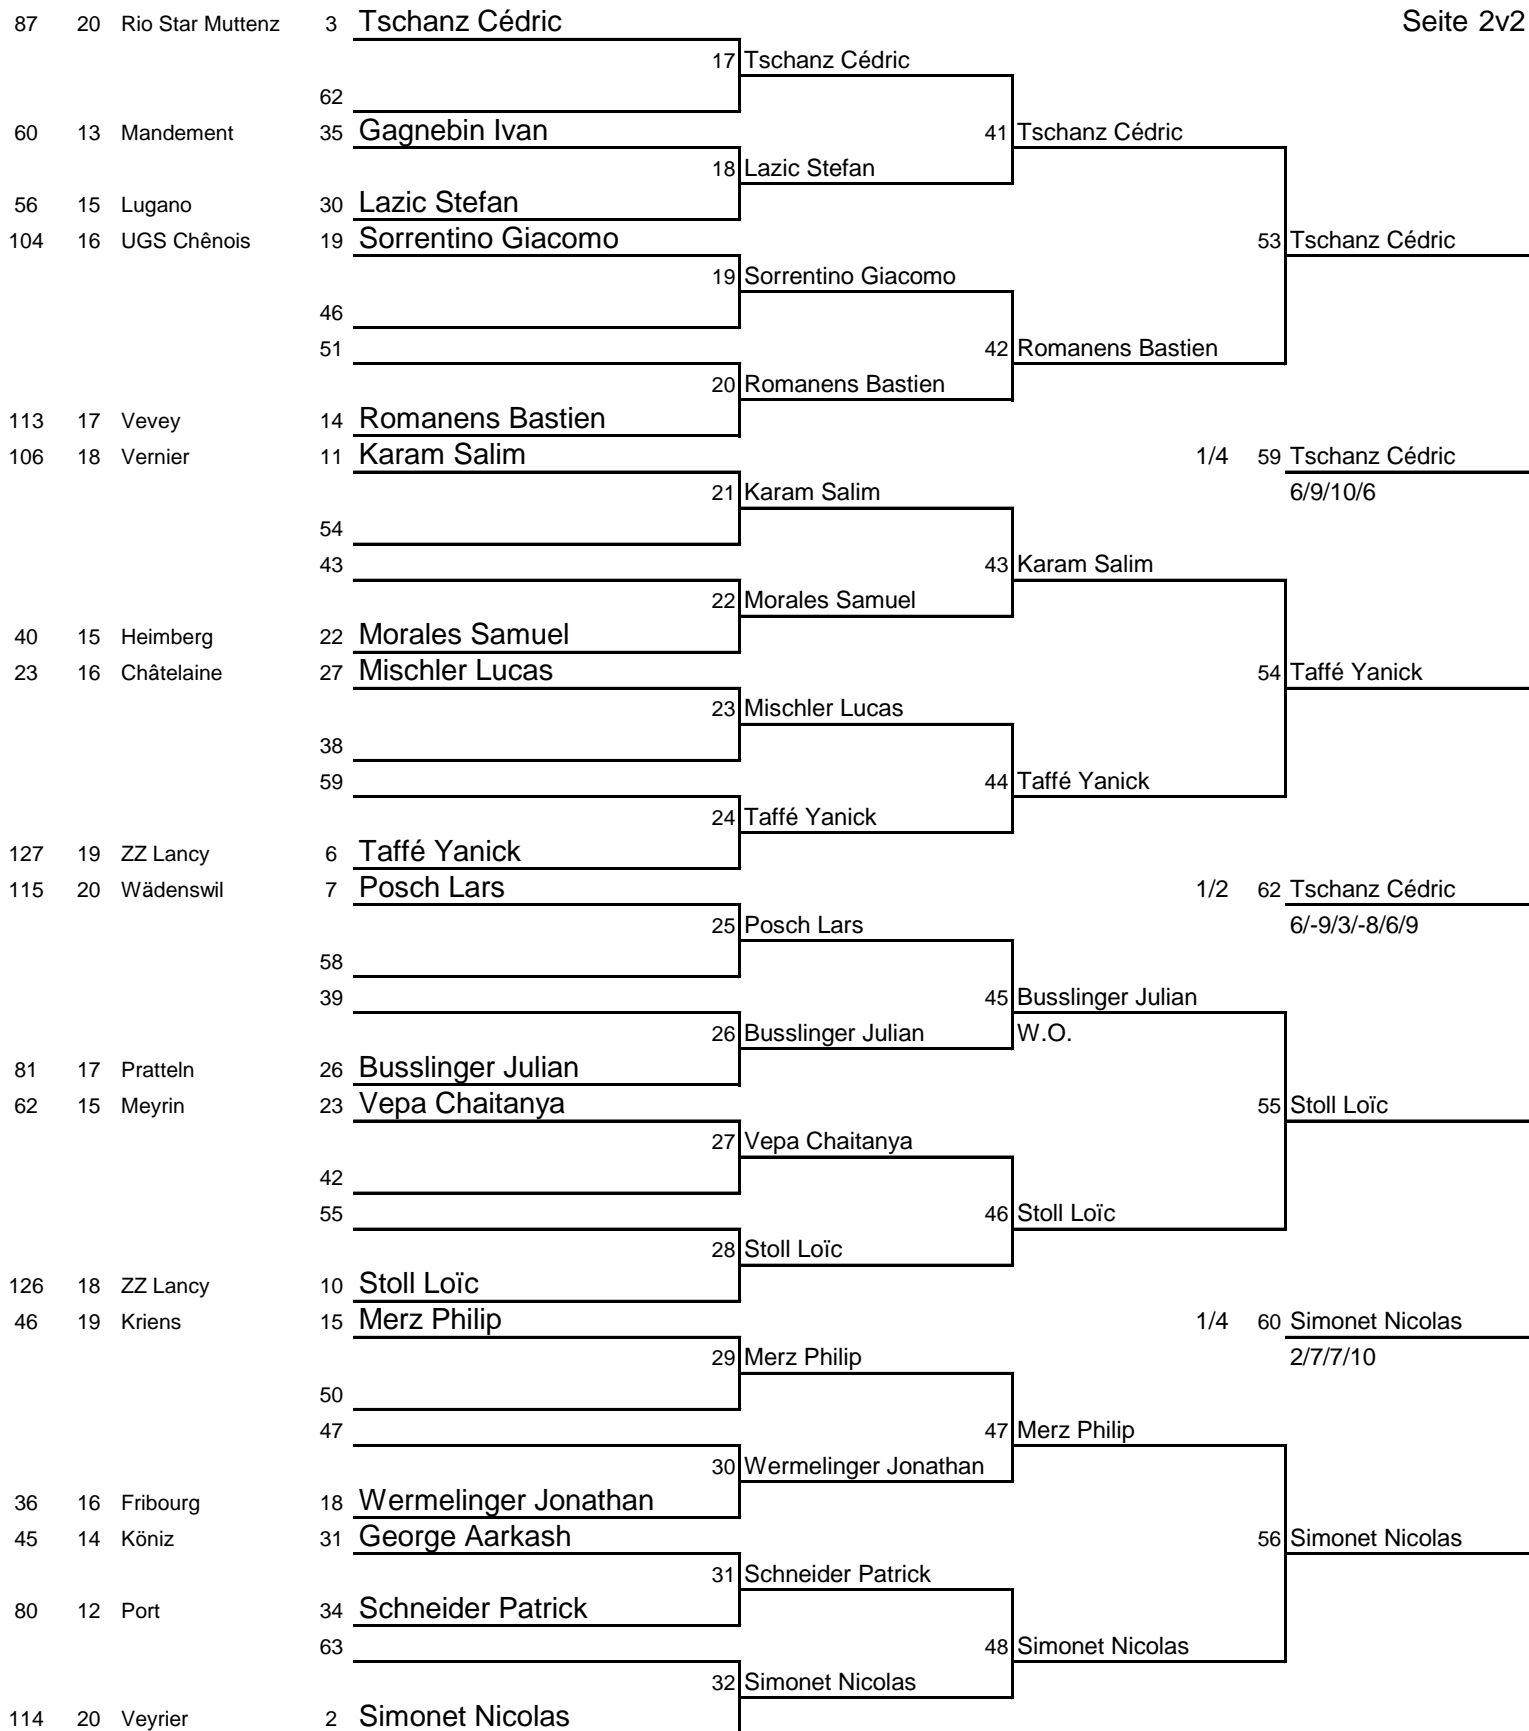 87 20 Rio Star Muttenz 3 Tschanz Cédric Seite 2v2
17 Tschanz Cédric
62
60 13 Mandement 35 Gagnebin Ivan 41 Tschanz Cédric
18 Lazic Stefan
56 15 Lugano 30 Lazic Stefan
104 16 UGS Chênois 19 Sorrentino Giacomo 53 Tschanz Cédric
19 Sorrentino Giacomo
46
51 42 Romanens Bastien
20 Romanens Bastien
113 17 Vevey 14 Romanens Bastien
106 18 Vernier 11 Karam Salim 1/4 59 Tschanz Cédric
21 Karam Salim 6/9/10/6
54
43 43 Karam Salim
22 Morales Samuel
40 15 Heimberg 22 Morales Samuel
23 16 Châtelaine 27 Mischler Lucas 54 Taffé Yanick
23 Mischler Lucas
38
59 44 Taffé Yanick
24 Taffé Yanick
127 19 ZZ Lancy 6 Taffé Yanick
115 20 Wädenswil 7 Posch Lars 1/2 62 Tschanz Cédric
25 Posch Lars 6/-9/3/-8/6/9
58
39 45 Busslinger Julian
26 Busslinger Julian W.O.
81 17 Pratteln 26 Busslinger Julian
62 15 Meyrin 23 Vepa Chaitanya 55 Stoll Loïc
27 Vepa Chaitanya
42
55 46 Stoll Loïc
28 Stoll Loïc
126 18 ZZ Lancy 10 Stoll Loïc
46 19 Kriens 15 Merz Philip 1/4 60 Simonet Nicolas
29 Merz Philip 2/7/7/10
50
47 47 Merz Philip
30 Wermelinger Jonathan
36 16 Fribourg 18 Wermelinger Jonathan
45 14 Köniz 31 George Aarkash 56 Simonet Nicolas
31 Schneider Patrick
80 12 Port 34 Schneider Patrick
63 48 Simonet Nicolas
32 Simonet Nicolas
114 20 Veyrier 2 Simonet Nicolas